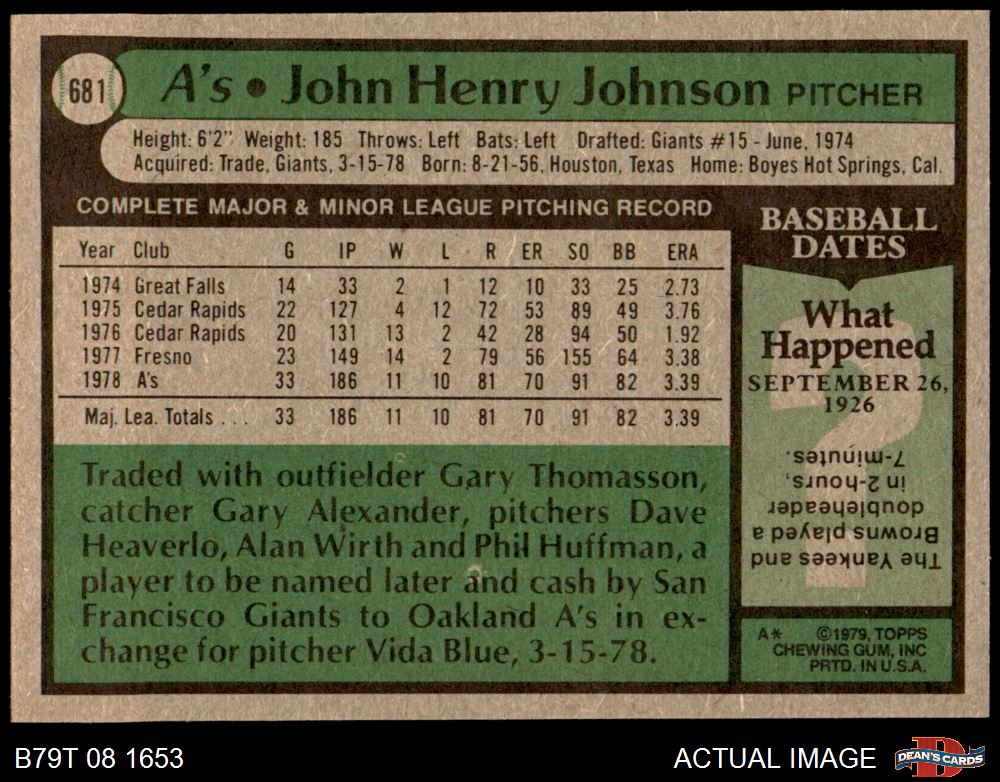 681
A's • John Henry Johnson PITCHER
Height: 6'2" Weight: 185 Throws: Left Bats: Left Drafted: Giants #15 - June, 1974
Acquired: Trade, Giants, 3-15-78 Born: 8-21-56, Houston, Texas Home: Boyes Hot Springs, Cal.
COMPLETE MAJOR & MINOR LEAGUE PITCHING RECORD
Year Club G IP W L R ER SO BB ERA
1974 Great Falls 14 33 2 1 12 10 33 25 2.73
1975 Cedar Rapids 22 127 4 12 72 53 89 49 3.76
1976 Cedar Rapids 20 131 13 2 42 28 94 50 1.92
1977 Fresno 23 149 14 2 79 56 155 64 3.38
1978 A's 33 186 11 10 81 70 91 82 3.39
Maj. Lea. Totals . . . 33 186 11 10 81 70 91 82 3.39
Traded with outfielder Gary Thomasson,
catcher Gary Alexander, pitchers Dave
Heaverlo, Alan Wirth and Phil Huffman, a
player to be named later and cash by San
Francisco Giants to Oakland A's in ex-
change for pitcher Vida Blue, 3-15-78.
BASEBALL
DATES
What
Happened
SEPTEMBER 26,
1926
The Yankees and
Browns played a
doubleheader
in 2-hours,
7-minutes.
A* ©1979, TOPPS
CHEWING GUM, INC
PRTD. IN U.S.A.
B79T 08 1653
ACTUAL IMAGE
DEAN'S CARDS